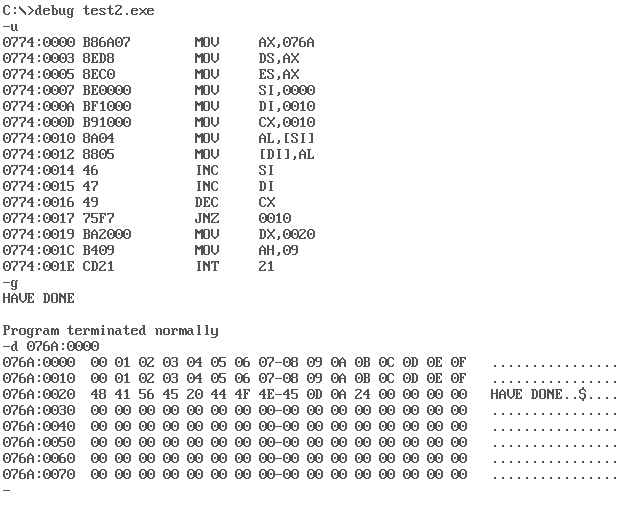 C:\>debug test2.exe
-u
0774:0000 B86A07 MOV AX,076A
0774:0003 8ED8 MOV DS,AX
0774:0005 8EC0 MOV ES,AX
0774:0007 BE0000 MOV SI,0000
0774:000A BF1000 MOV DI,0010
0774:000D B91000 MOV CX,0010
0774:0010 8A04 MOV AL,[SI]
0774:0012 8805 MOV [DI],AL
0774:0014 46 INC SI
0774:0015 47 INC DI
0774:0016 49 DEC CX
0774:0017 75F7 JNZ 0010
0774:0019 BA2000 MOV DX,0020
0774:001C B409 MOV AH,09
0774:001E CD21 INT 21
-g
HAVE DONE
Program terminated normally
-d 076A:0000
076A:0000 00 01 02 03 04 05 06 07-08 09 0A 0B 0C 0D 0E 0F ................
076A:0010 00 01 02 03 04 05 06 07-08 09 0A 0B 0C 0D 0E 0F ................
076A:0020 48 41 56 45 20 44 4F 4E-45 0D 0A 24 00 00 00 00 HAVE DONE..$....
076A:0030 00 00 00 00 00 00 00 00-00 00 00 00 00 00 00 00 ................
076A:0040 00 00 00 00 00 00 00 00-00 00 00 00 00 00 00 00 ................
076A:0050 00 00 00 00 00 00 00 00-00 00 00 00 00 00 00 00 ................
076A:0060 00 00 00 00 00 00 00 00-00 00 00 00 00 00 00 00 ................
076A:0070 00 00 00 00 00 00 00 00-00 00 00 00 00 00 00 00 ................
-